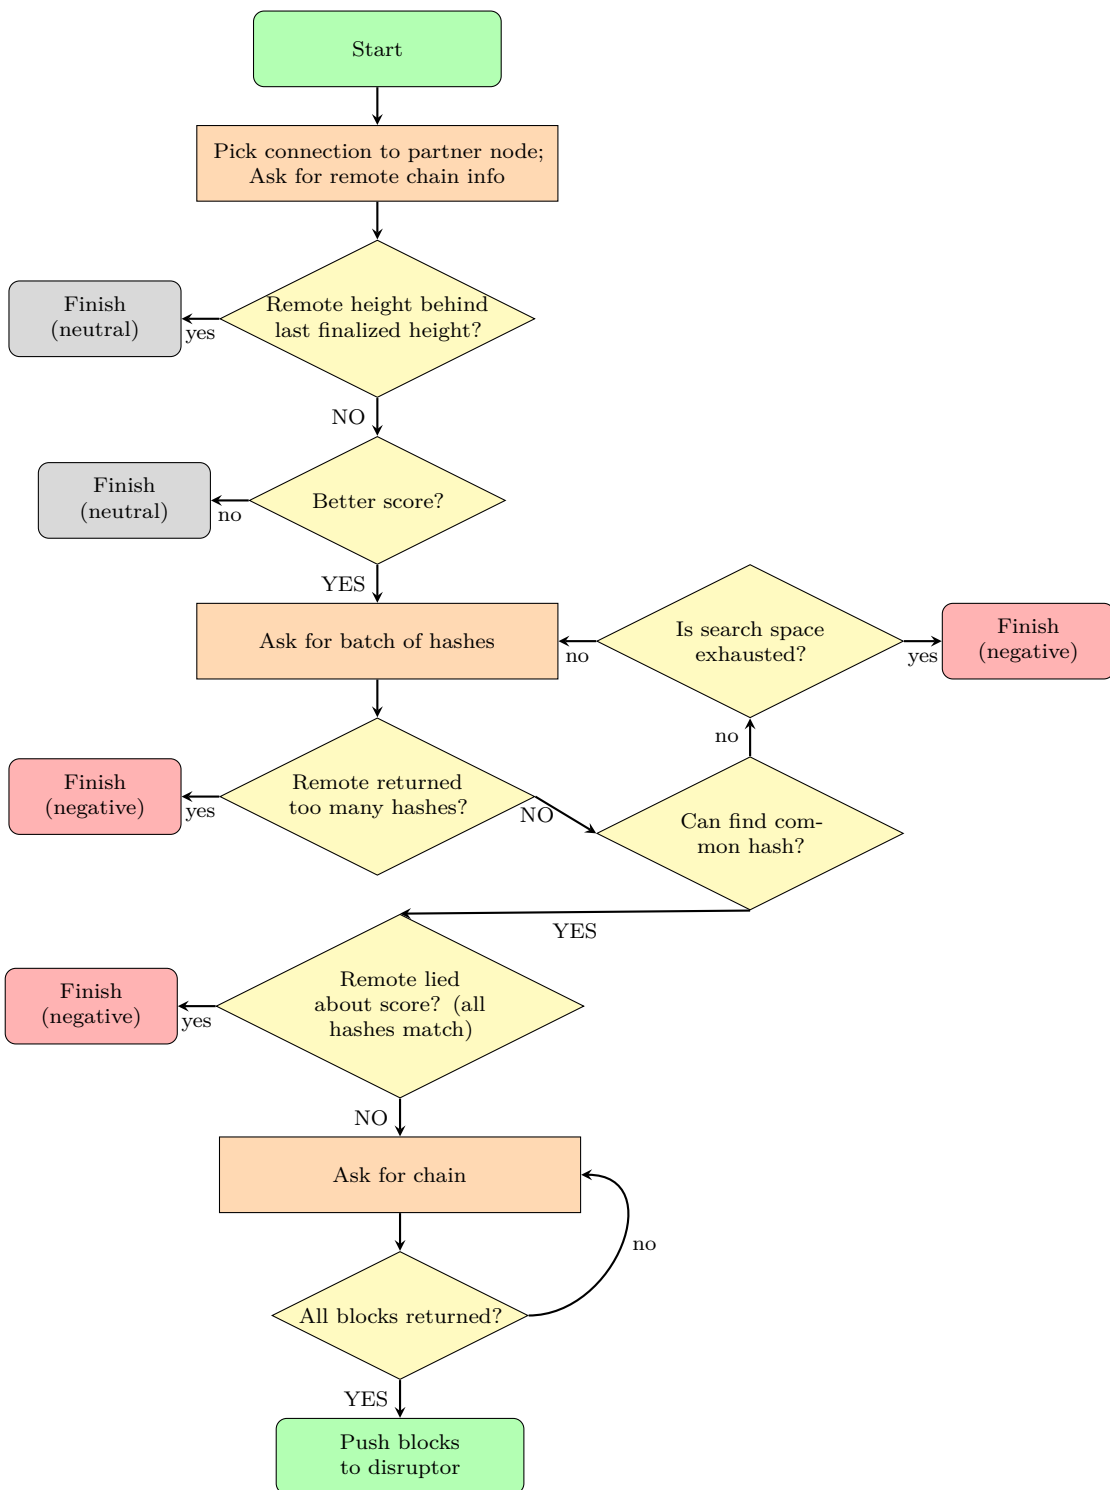 Start
Pick connection to partner node;
Ask for remote chain info
Remote height behind
last finalized height?
Finish
(neutral)
yes
NO
Better score?
Finish
(neutral)
no
YES
Ask for batch of hashes
Is search space
exhausted?
no
yes
Finish
(negative)
Remote returned
too many hashes?
Finish
(negative)
yes
NO
no
Can find com-
mon hash?
YES
Remote lied
about score? (all
hashes match)
Finish
(negative)
yes
NO
Ask for chain
no
All blocks returned?
YES
Push blocks
to disruptor